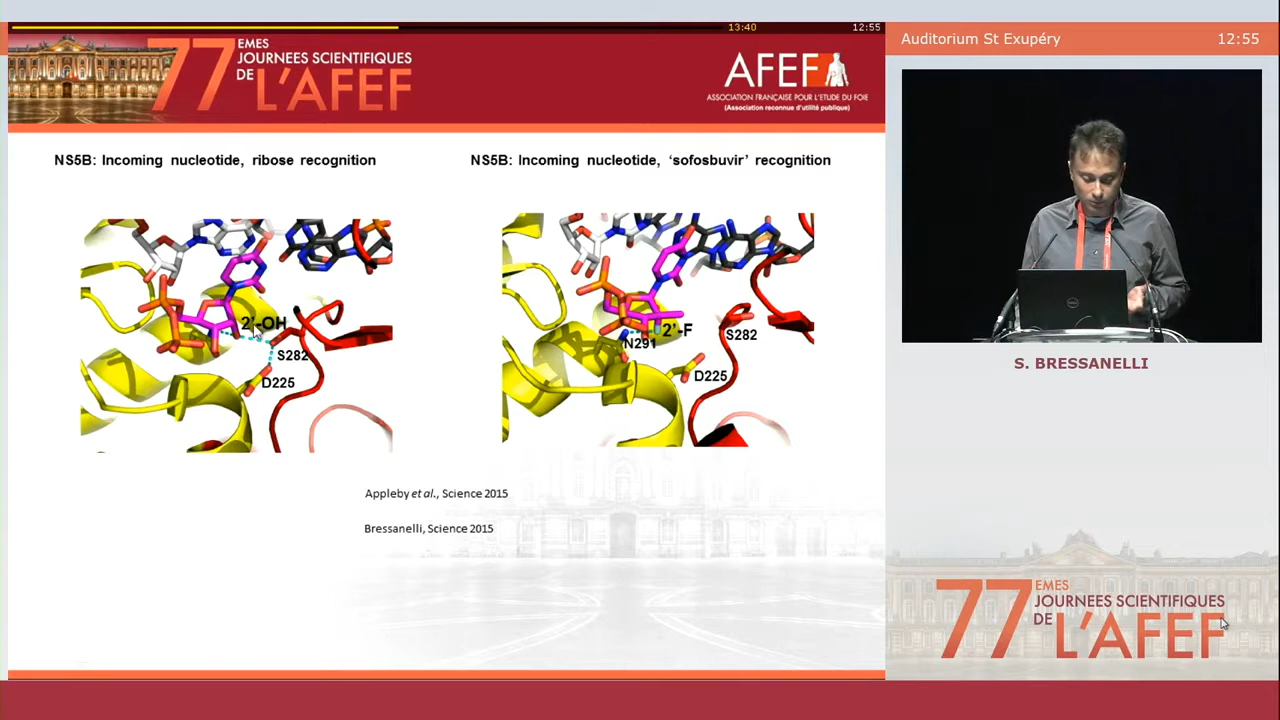 13:40
12:55
77
EMES
JOURNEES SCIENTIFIQUES
DE
L'AFEF
AFEF
ASSOCIATION FRANÇAISE POUR L'ETUDE DU FOIE
(Association reconnue d'utilité publique)
NS5B: Incoming nucleotide, ribose recognition
NS5B: Incoming nucleotide, 'sofosbuvir' recognition
2'-OH
S282
D225
2'-F
N291
S282
D225
Appleby et al., Science 2015
Bressanelli, Science 2015
Auditorium St Exupéry
12:55
S. BRESSANELLI
77
EMES
JOURNEES SCIENTIFIQUES
DE
L'AFEF